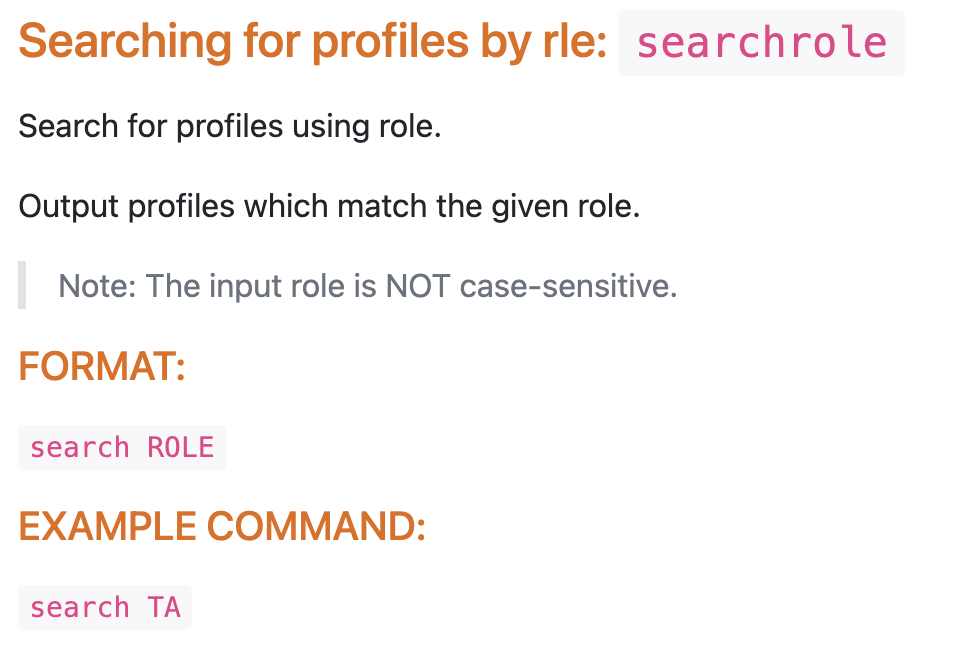 Searching for profiles by rle: searchrole
Search for profiles using role.
Output profiles which match the given role.
Note: The input role is NOT case-sensitive.
FORMAT:
search ROLE
EXAMPLE COMMAND:
search TA